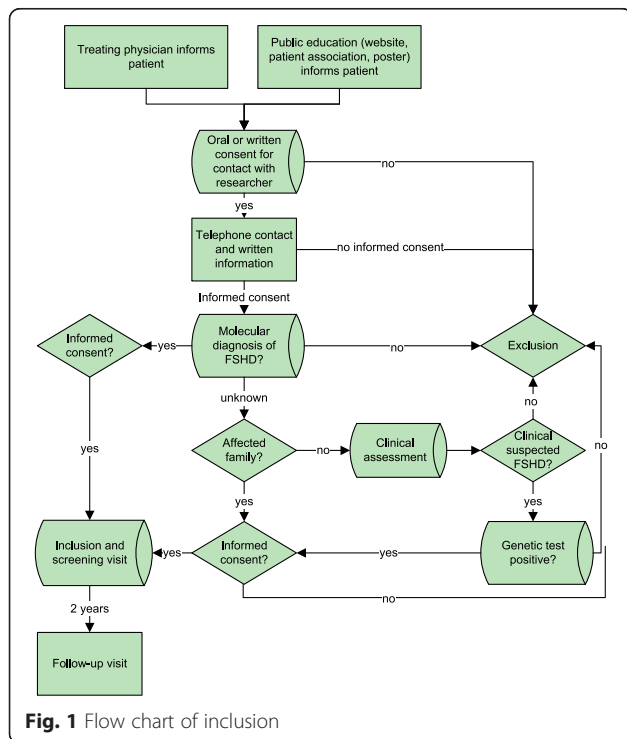 Treating physician informs
patient
Public education (website,
patient association, poster)
informs patient
Oral or written
consent for
contact with
researcher
no
yes
Telephone contact
and written
information
no informed consent
Informed consent
Informed
consent?
yes
Molecular
diagnosis of
FSHD?
no
Exclusion
unknown
no
yes
Affected
family?
no
Clinical
assessment
Clinical
suspected
FSHD?
no
yes
yes
Inclusion and
screening visit
yes
Informed
consent?
yes
Genetic test
positive?
no
2 years
Follow-up visit
Fig. 1 Flow chart of inclusion